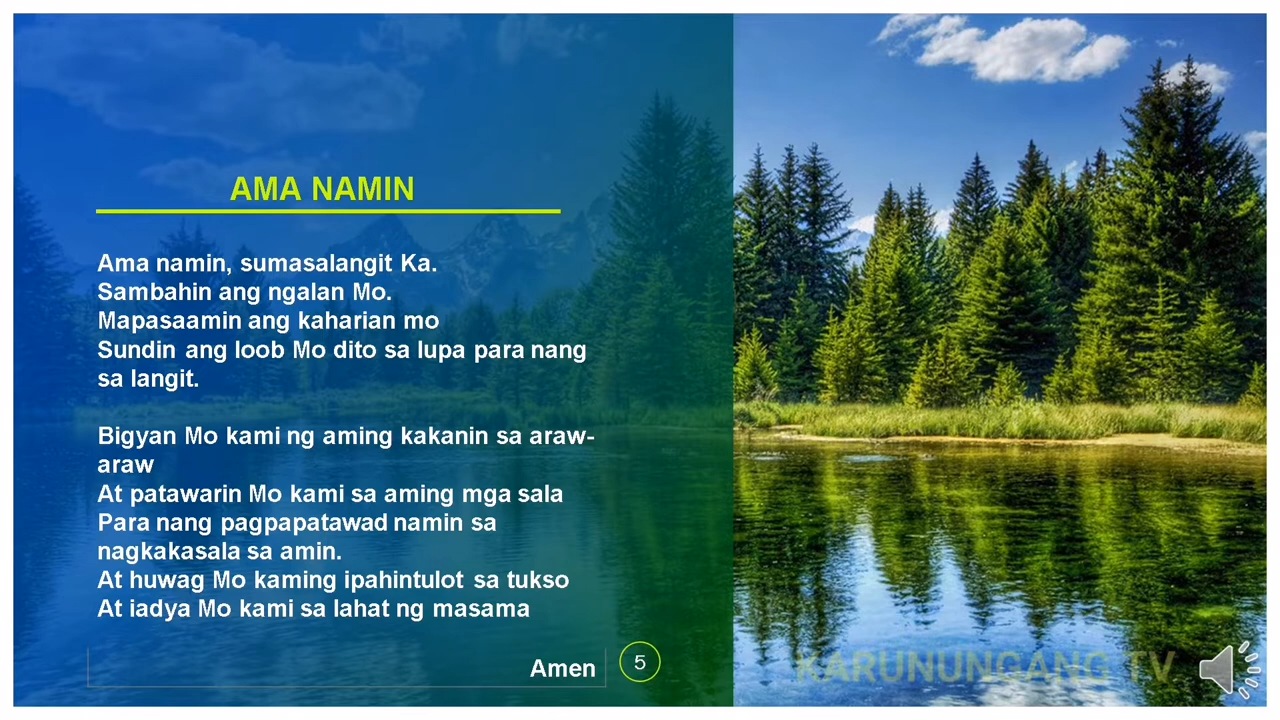 AMA NAMIN
Ama namin, sumasalangit Ka.
Sambahin ang ngalan Mo.
Mapasaamin ang kaharian mo
Sundin ang loob Mo dito sa lupa para nang
sa langit.
Bigyan Mo kami ng aming kakanin sa araw-
araw
At patawarin Mo kami sa aming mga sala
Para nang pagpapatawad namin sa
nagkakasala sa amin.
At huwag Mo kaming ipahintulot sa tukso
At iadya Mo kami sa lahat ng masama
Amen
5
KARUNUNGANG TV